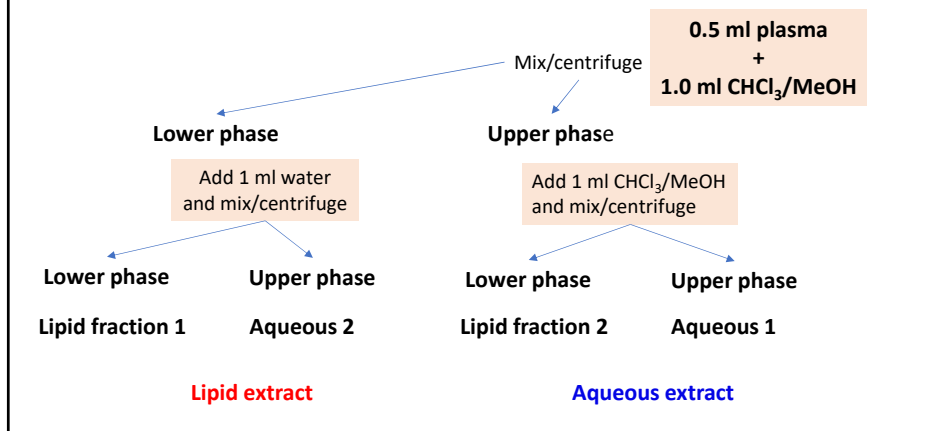 0.5 ml plasma
+
Mix/centrifuge
1.0 ml CHCl₃/MeOH
Lower phase
Upper phase
Add 1 ml water
and mix/centrifuge
Add 1 ml CHCl₃/MeOH
and mix/centrifuge
Lower phase
Upper phase
Lower phase
Upper phase
Lipid fraction 1
Aqueous 2
Lipid fraction 2
Aqueous 1
Lipid extract
Aqueous extract